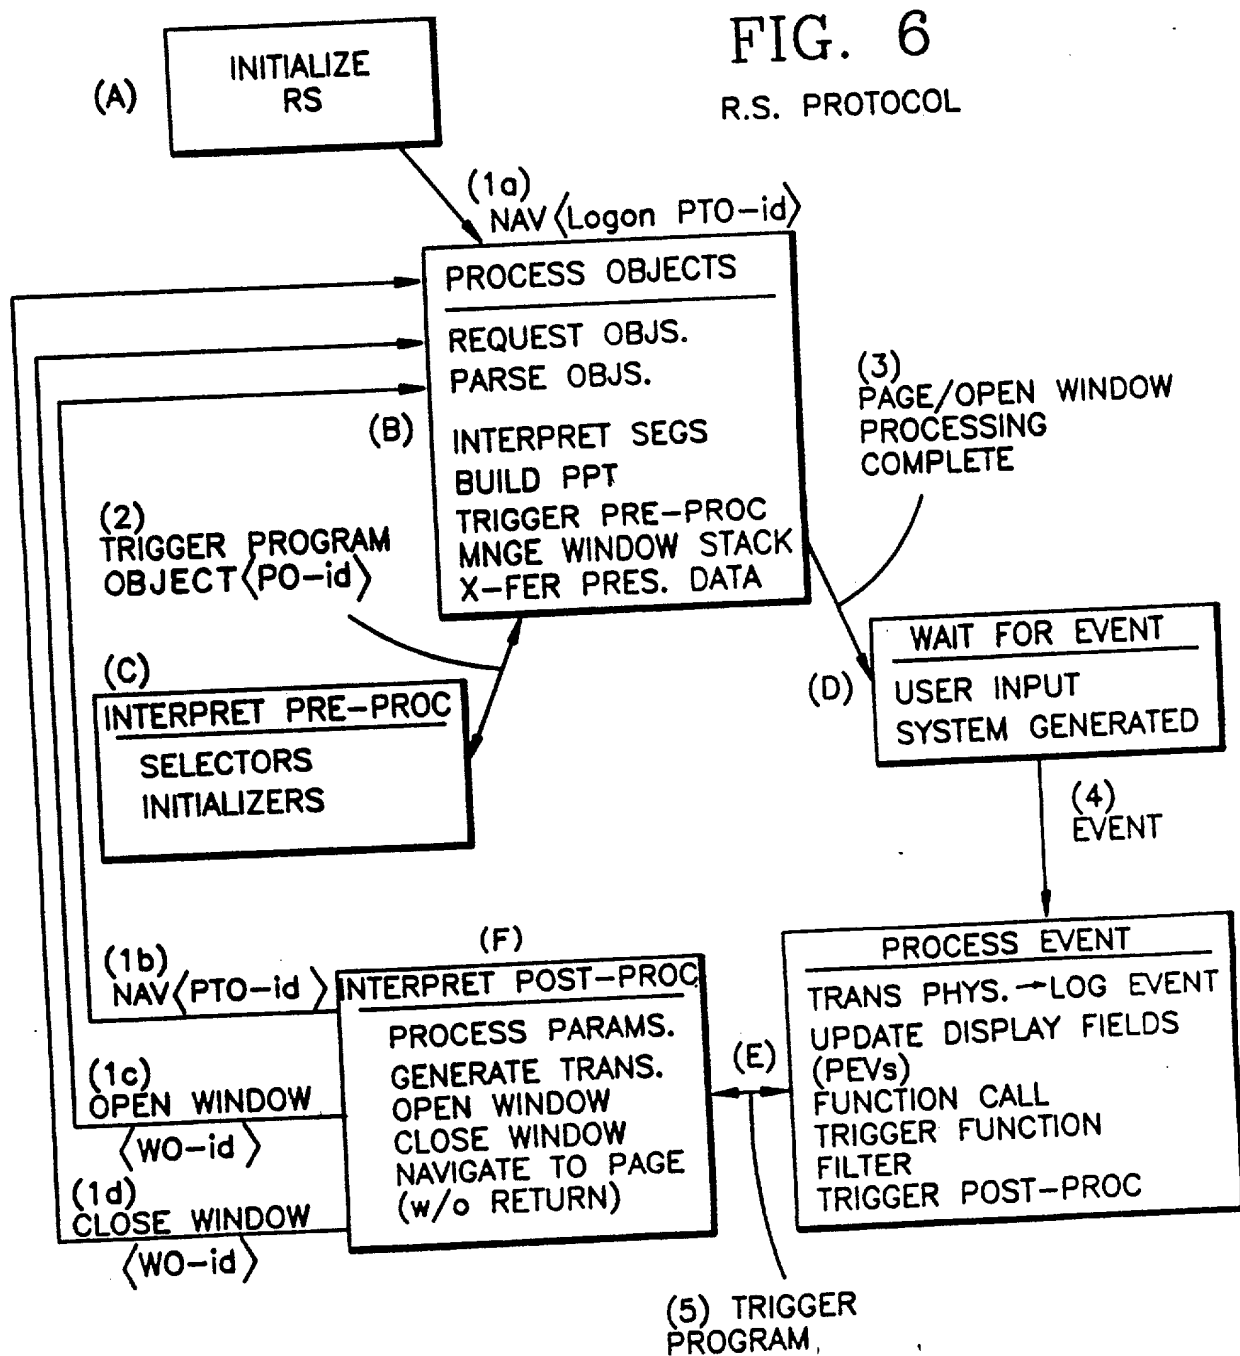 FIG. 6
R.S. PROTOCOL
(A)
INITIALIZE
RS
(1a)
NAV〈Logon PTO-id〉
PROCESS OBJECTS
REQUEST OBJS.
PARSE OBJS.
(B)
INTERPRET SEGS
BUILD PPT
TRIGGER PRE-PROC
MNGE WINDOW STACK
X-FER PRES. DATA
(3)
PAGE/OPEN WINDOW
PROCESSING
COMPLETE
(2)
TRIGGER PROGRAM
OBJECT〈PO-id〉
(C)
INTERPRET PRE-PROC
SELECTORS
INITIALIZERS
(D)
WAIT FOR EVENT
USER INPUT
SYSTEM GENERATED
(4)
EVENT
PROCESS EVENT
TRANS PHYS.→LOG EVENT
UPDATE DISPLAY FIELDS
(PEVs)
FUNCTION CALL
TRIGGER FUNCTION
FILTER
TRIGGER POST-PROC
(E)
(F)
INTERPRET POST-PROC
PROCESS PARAMS.
GENERATE TRANS.
OPEN WINDOW
CLOSE WINDOW
NAVIGATE TO PAGE
(w/o RETURN)
(1b)
NAV〈PTO-id〉
(1c)
OPEN WINDOW
〈WO-id〉
(1d)
CLOSE WINDOW
〈WO-id〉
(5) TRIGGER
PROGRAM